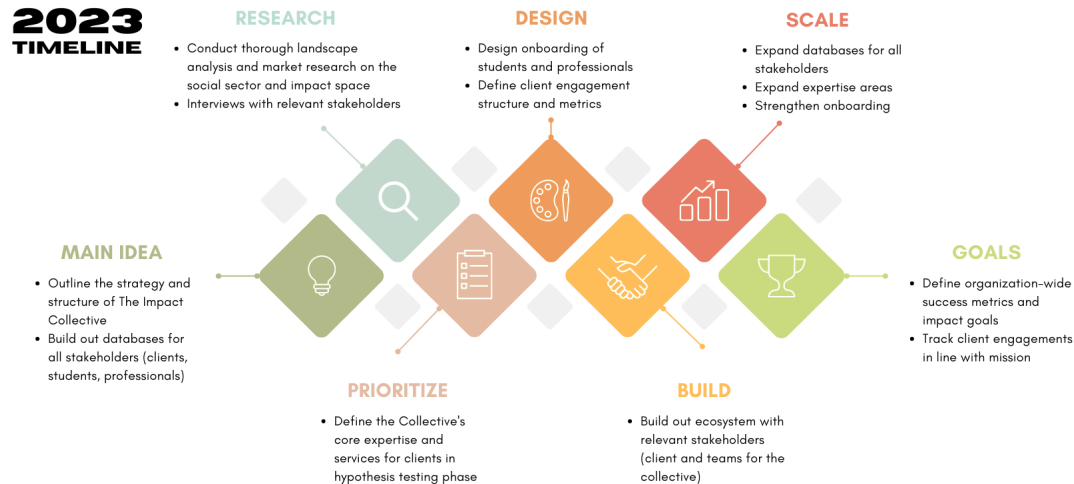 2023
TIMELINE
RESEARCH
• Conduct thorough landscape
analysis and market research on the
social sector and impact space
• Interviews with relevant stakeholders
DESIGN
• Design onboarding of
students and professionals
• Define client engagement
structure and metrics
SCALE
• Expand databases for all
stakeholders
• Expand expertise areas
• Strengthen onboarding
MAIN IDEA
• Outline the strategy and
structure of The Impact
Collective
• Build out databases for
all stakeholders (clients,
students, professionals)
GOALS
• Define organization-wide
success metrics and
impact goals
• Track client engagements
in line with mission
PRIORITIZE
• Define the Collective's
core expertise and
services for clients in
hypothesis testing phase
BUILD
• Build out ecosystem with
relevant stakeholders
(client and teams for the
collective)